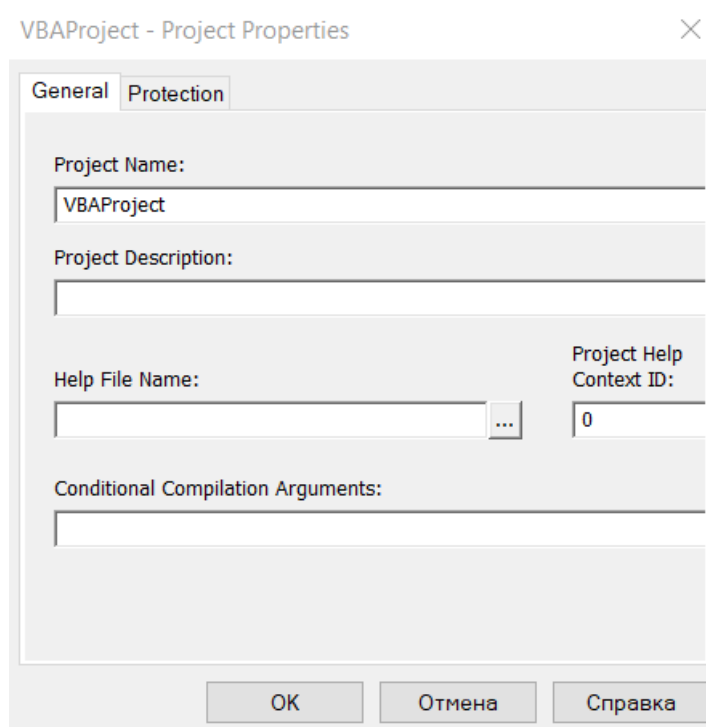 VBAProject - Project Properties
General Protection
Project Name:
VBAProject
Project Description:
Help File Name:
Project Help
Context ID:
...
0
Conditional Compilation Arguments:
OK Отмена Справка